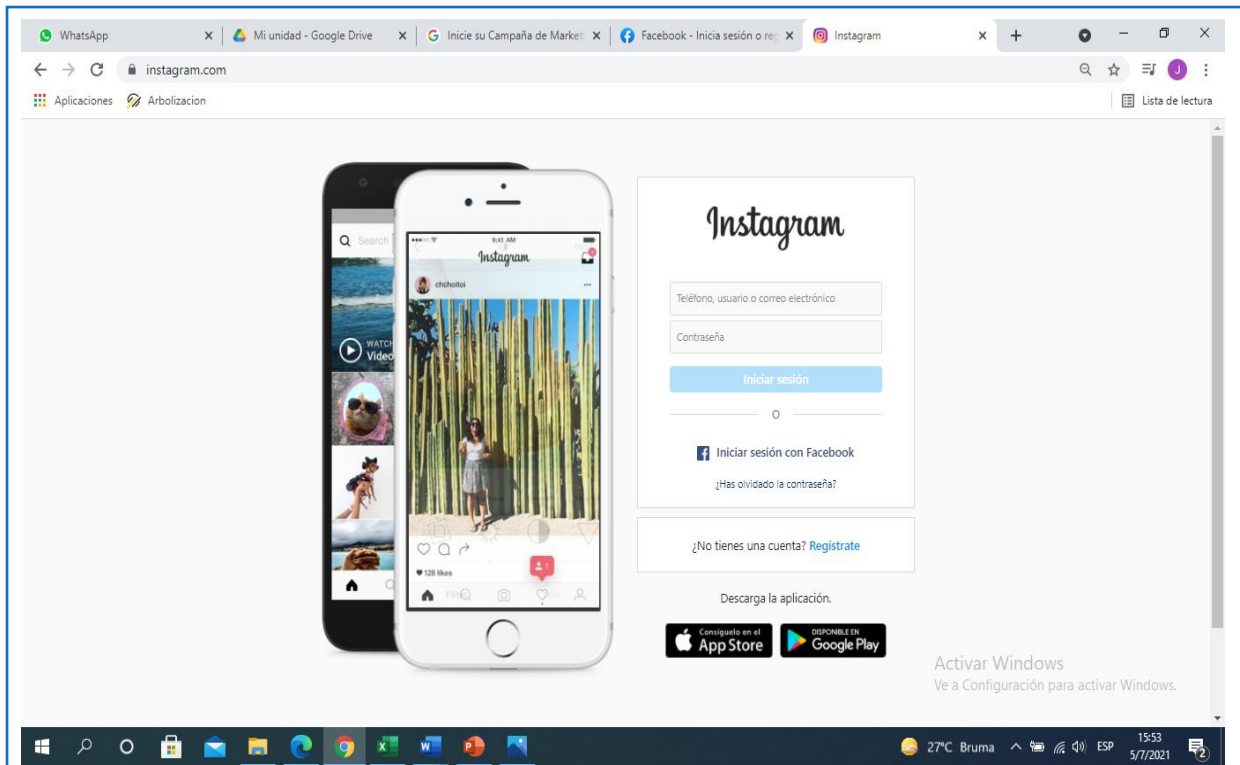 WhatsApp
Mi unidad - Google Drive
Inicie su Campaña de Market
Facebook - Inicia sesión o reg
Instagram
instagram.com
J
Aplicaciones
Arbolizacion
Lista de lectura
Search
WATCH
Video
9:41 AM
Instagram
chchoitoi
128 likes
1
Instagram
Teléfono, usuario o correo electrónico
Contraseña
Iniciar sesión
O
Iniciar sesión con Facebook
¿Has olvidado la contraseña?
¿No tienes una cuenta? Regístrate
Descarga la aplicación.
Consíguelo en el
App Store
DISPONIBLE EN
Google Play
Activar Windows
Ve a Configuración para activar Windows.
27°C Bruma
ESP
15:53
5/7/2021
2